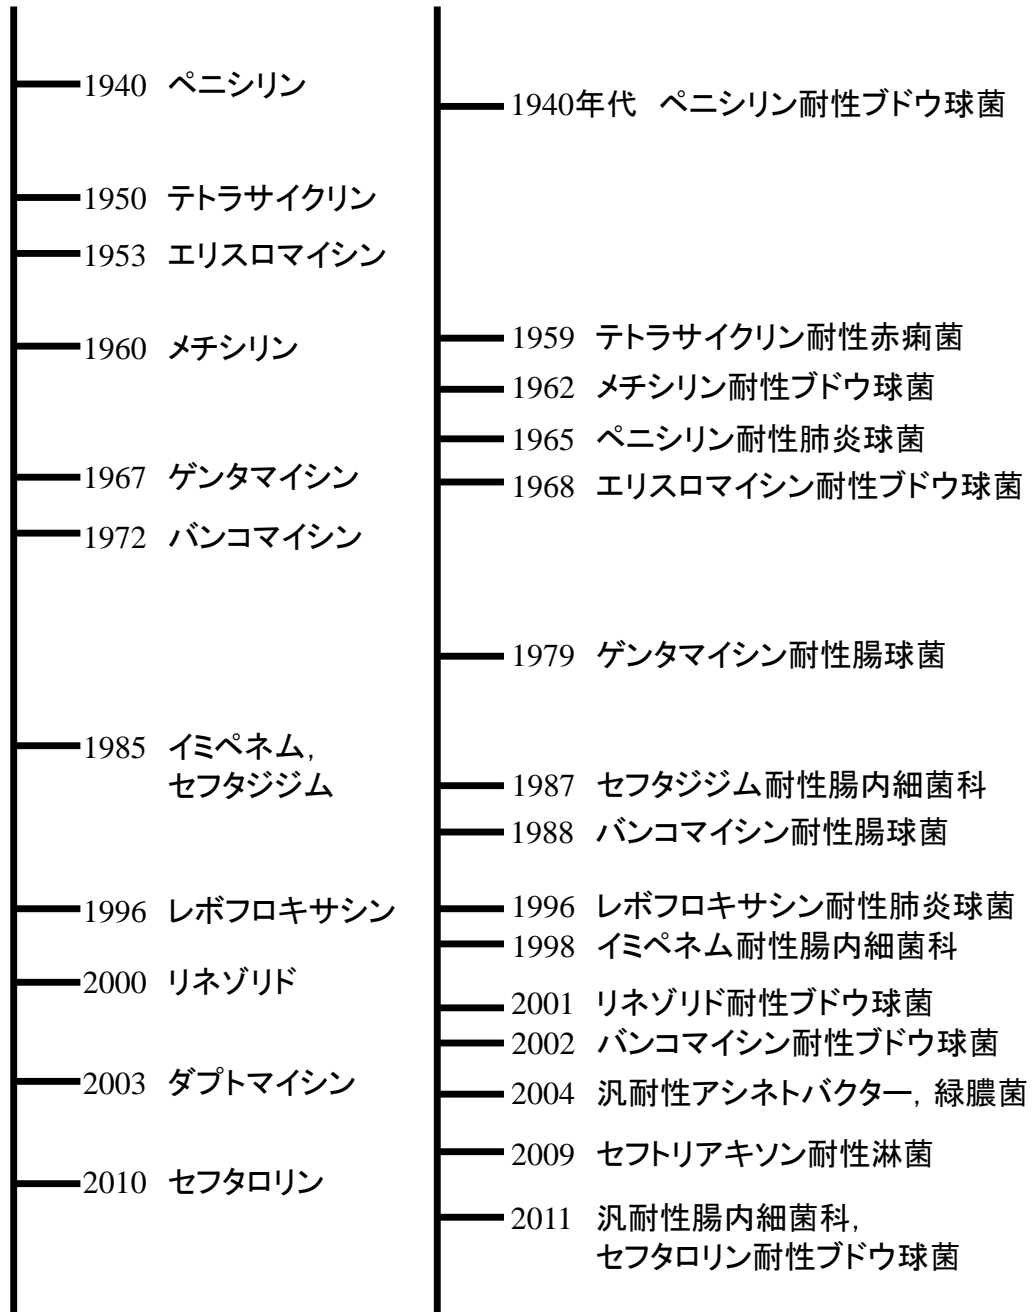 1940 ペニシリン
1950 テトラサイクリン
1953 エリスロマイシン
1960 メチシリン
1967 ゲンタマイシン
1972 バンコマイシン
1985 イミペネム,
セフタジジム
1996 レボフロキサシン
2000 リネゾリド
2003 ダプトマイシン
2010 セフタロリン
1940年代 ペニシリン耐性ブドウ球菌
1959 テトラサイクリン耐性赤痢菌
1962 メチシリン耐性ブドウ球菌
1965 ペニシリン耐性肺炎球菌
1968 エリスロマイシン耐性ブドウ球菌
1979 ゲンタマイシン耐性腸球菌
1987 セフタジジム耐性腸内細菌科
1988 バンコマイシン耐性腸球菌
1996 レボフロキサシン耐性肺炎球菌
1998 イミペネム耐性腸内細菌科
2001 リネゾリド耐性ブドウ球菌
2002 バンコマイシン耐性ブドウ球菌
2004 汎耐性アシネトバクター, 緑膿菌
2009 セフトリアキソン耐性淋菌
2011 汎耐性腸内細菌科,
セフタロリン耐性ブドウ球菌